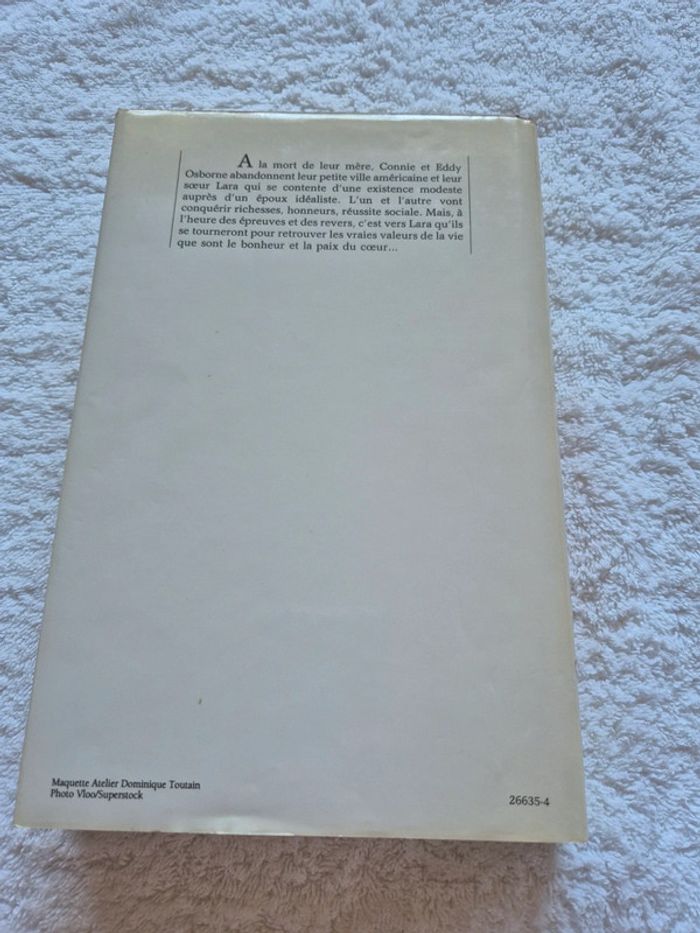 A la mort de leur mère, Connie et Eddy
Osborne abandonnent leur petite ville américaine et leur
sœur Lara qui se contente d'une existence modeste
auprès d'un époux idéaliste. L'un et l'autre vont
conquérir richesses, honneurs, réussite sociale. Mais, à
l'heure des épreuves et des revers, c'est vers Lara qu'ils
se tourneront pour retrouver les vraies valeurs de la vie
que sont le bonheur et la paix du cœur...
Maquette Atelier Dominique Toutain
Photo Vloo/Superstock
26635-4